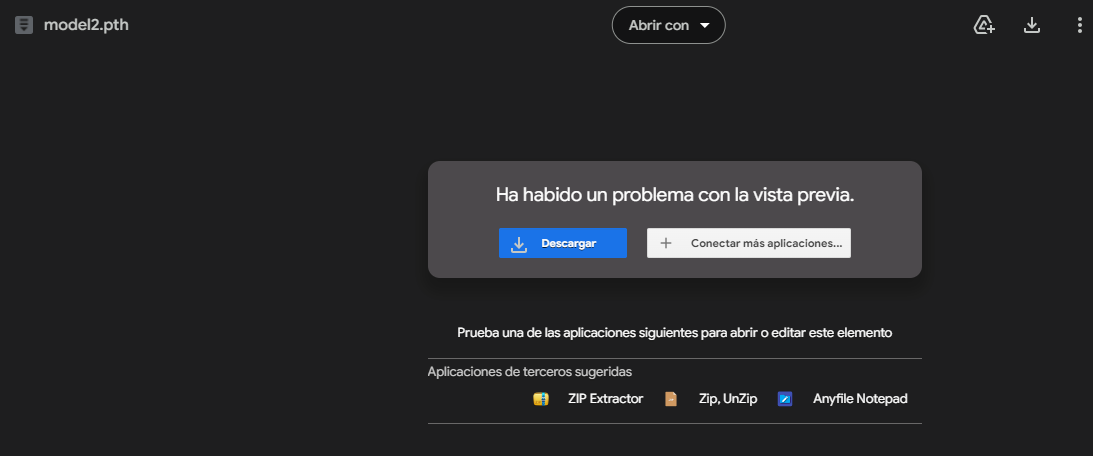 model2.pth
Abrir con
Ha habido un problema con la vista previa.
Descargar
Conectar más aplicaciones...
Prueba una de las aplicaciones siguientes para abrir o editar este elemento
Aplicaciones de terceros sugeridas
ZIP Extractor
Zip, UnZip
Anyfile Notepad